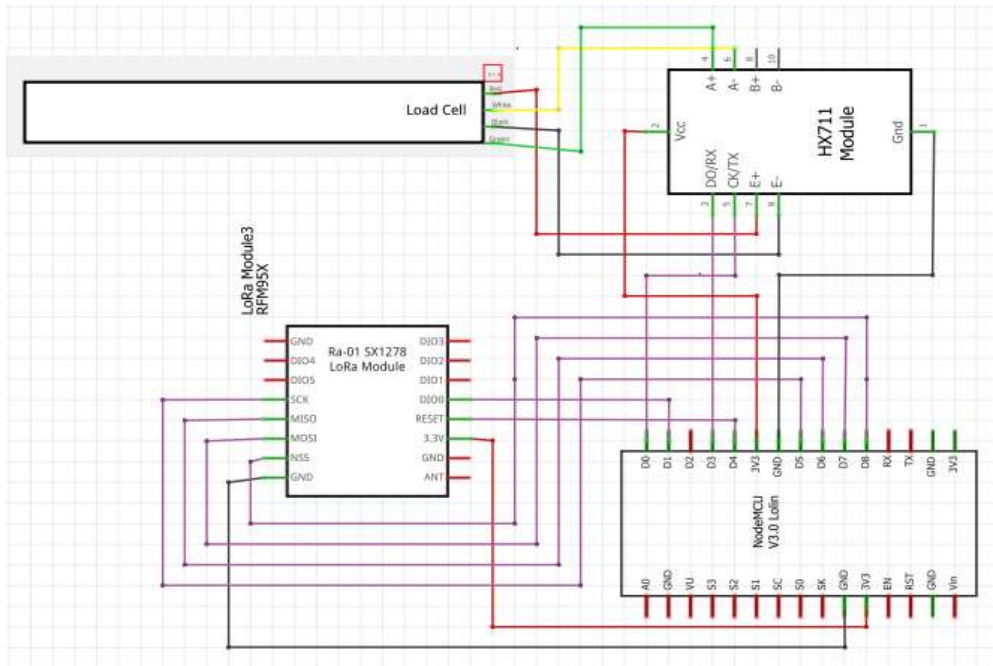 Load Cell
Red
White
Black
Green
4
6
8
10
A+
A-
B+
B-
2
Vcc
HX711
Module
Gnd
1
DO/RX
CK/TX
E+
E-
3
5
7
9
LoRa Module3
RFM95X
Ra-01 SX1278
LoRa Module
GND
DIO4
DIO5
SCK
MISO
MOSI
NSS
GND
DIO3
DIO2
DIO1
DIO0
RESET
3.3V
GND
ANT
D0
D1
D2
D3
D4
3V3
GND
D5
D6
D7
D8
RX
TX
GND
3V3
NodeMCU
V3.0 Lolin
A0
GND
VU
S3
S2
S1
SC
S0
SK
GND
3V3
EN
RST
GND
Vin